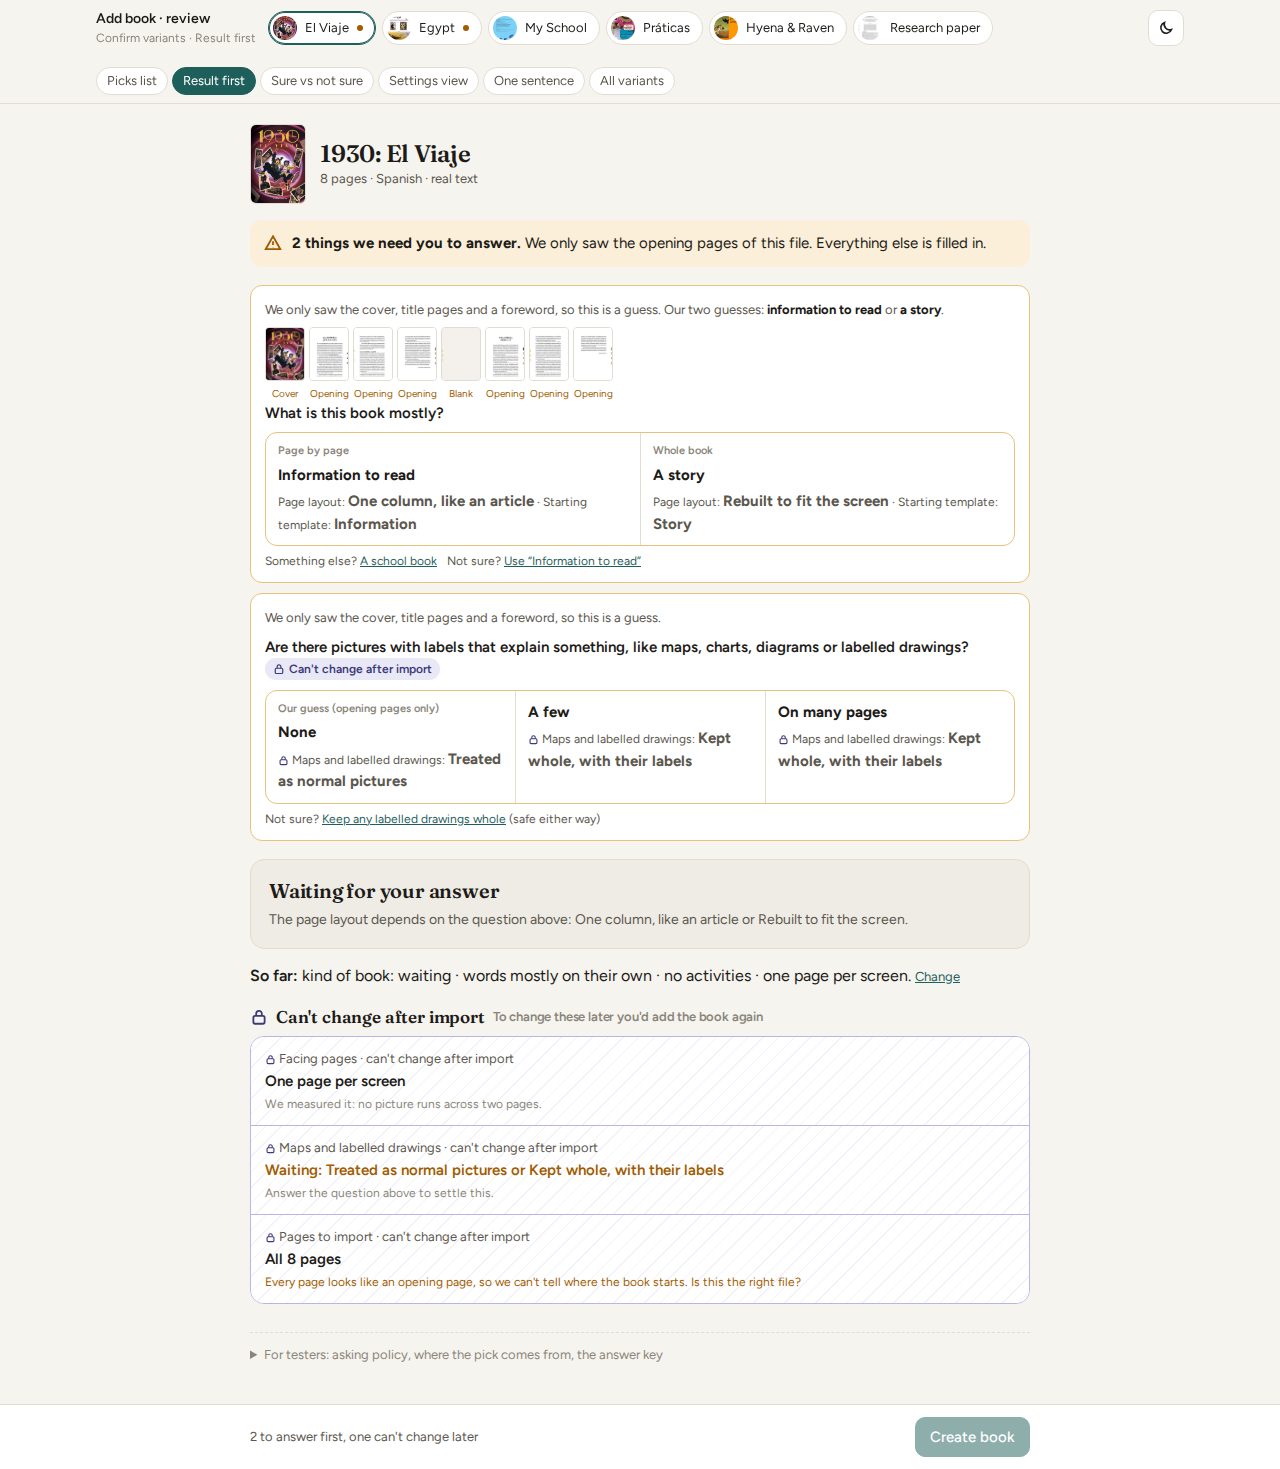 Add book · review
Confirm variants · Result first
El Viaje
Egypt
My School
Práticas
Hyena & Raven
Research paper
Picks list
Result first
Sure vs not sure
Settings view
One sentence
All variants
1930: El Viaje
8 pages · Spanish · real text
2 things we need you to answer. We only saw the opening pages of this file. Everything else is filled in.
We only saw the cover, title pages and a foreword, so this is a guess. Our two guesses: information to read or a story.
Cover
Opening
Opening
Opening
Blank
Opening
Opening
Opening
What is this book mostly?
Page by page
Information to read
Page layout: One column, like an article · Starting
template: Information
Whole book
A story
Page layout: Rebuilt to fit the screen · Starting template:
Story
Something else? A school book Not sure? Use “Information to read”
We only saw the cover, title pages and a foreword, so this is a guess.
Are there pictures with labels that explain something, like maps, charts, diagrams or labelled drawings?
Can't change after import
Our guess (opening pages only)
None
Maps and labelled drawings: Treated
as normal pictures
A few
Maps and labelled drawings: Kept
whole, with their labels
On many pages
Maps and labelled drawings: Kept
whole, with their labels
Not sure? Keep any labelled drawings whole (safe either way)
Waiting for your answer
The page layout depends on the question above: One column, like an article or Rebuilt to fit the screen.
So far: kind of book: waiting · words mostly on their own · no activities · one page per screen. Change
Can't change after import To change these later you'd add the book again
Facing pages · can't change after import
One page per screen
We measured it: no picture runs across two pages.
Maps and labelled drawings · can't change after import
Waiting: Treated as normal pictures or Kept whole, with their labels
Answer the question above to settle this.
Pages to import · can't change after import
All 8 pages
Every page looks like an opening page, so we can't tell where the book starts. Is this the right file?
For testers: asking policy, where the pick comes from, the answer key
2 to answer first, one can't change later
Create book